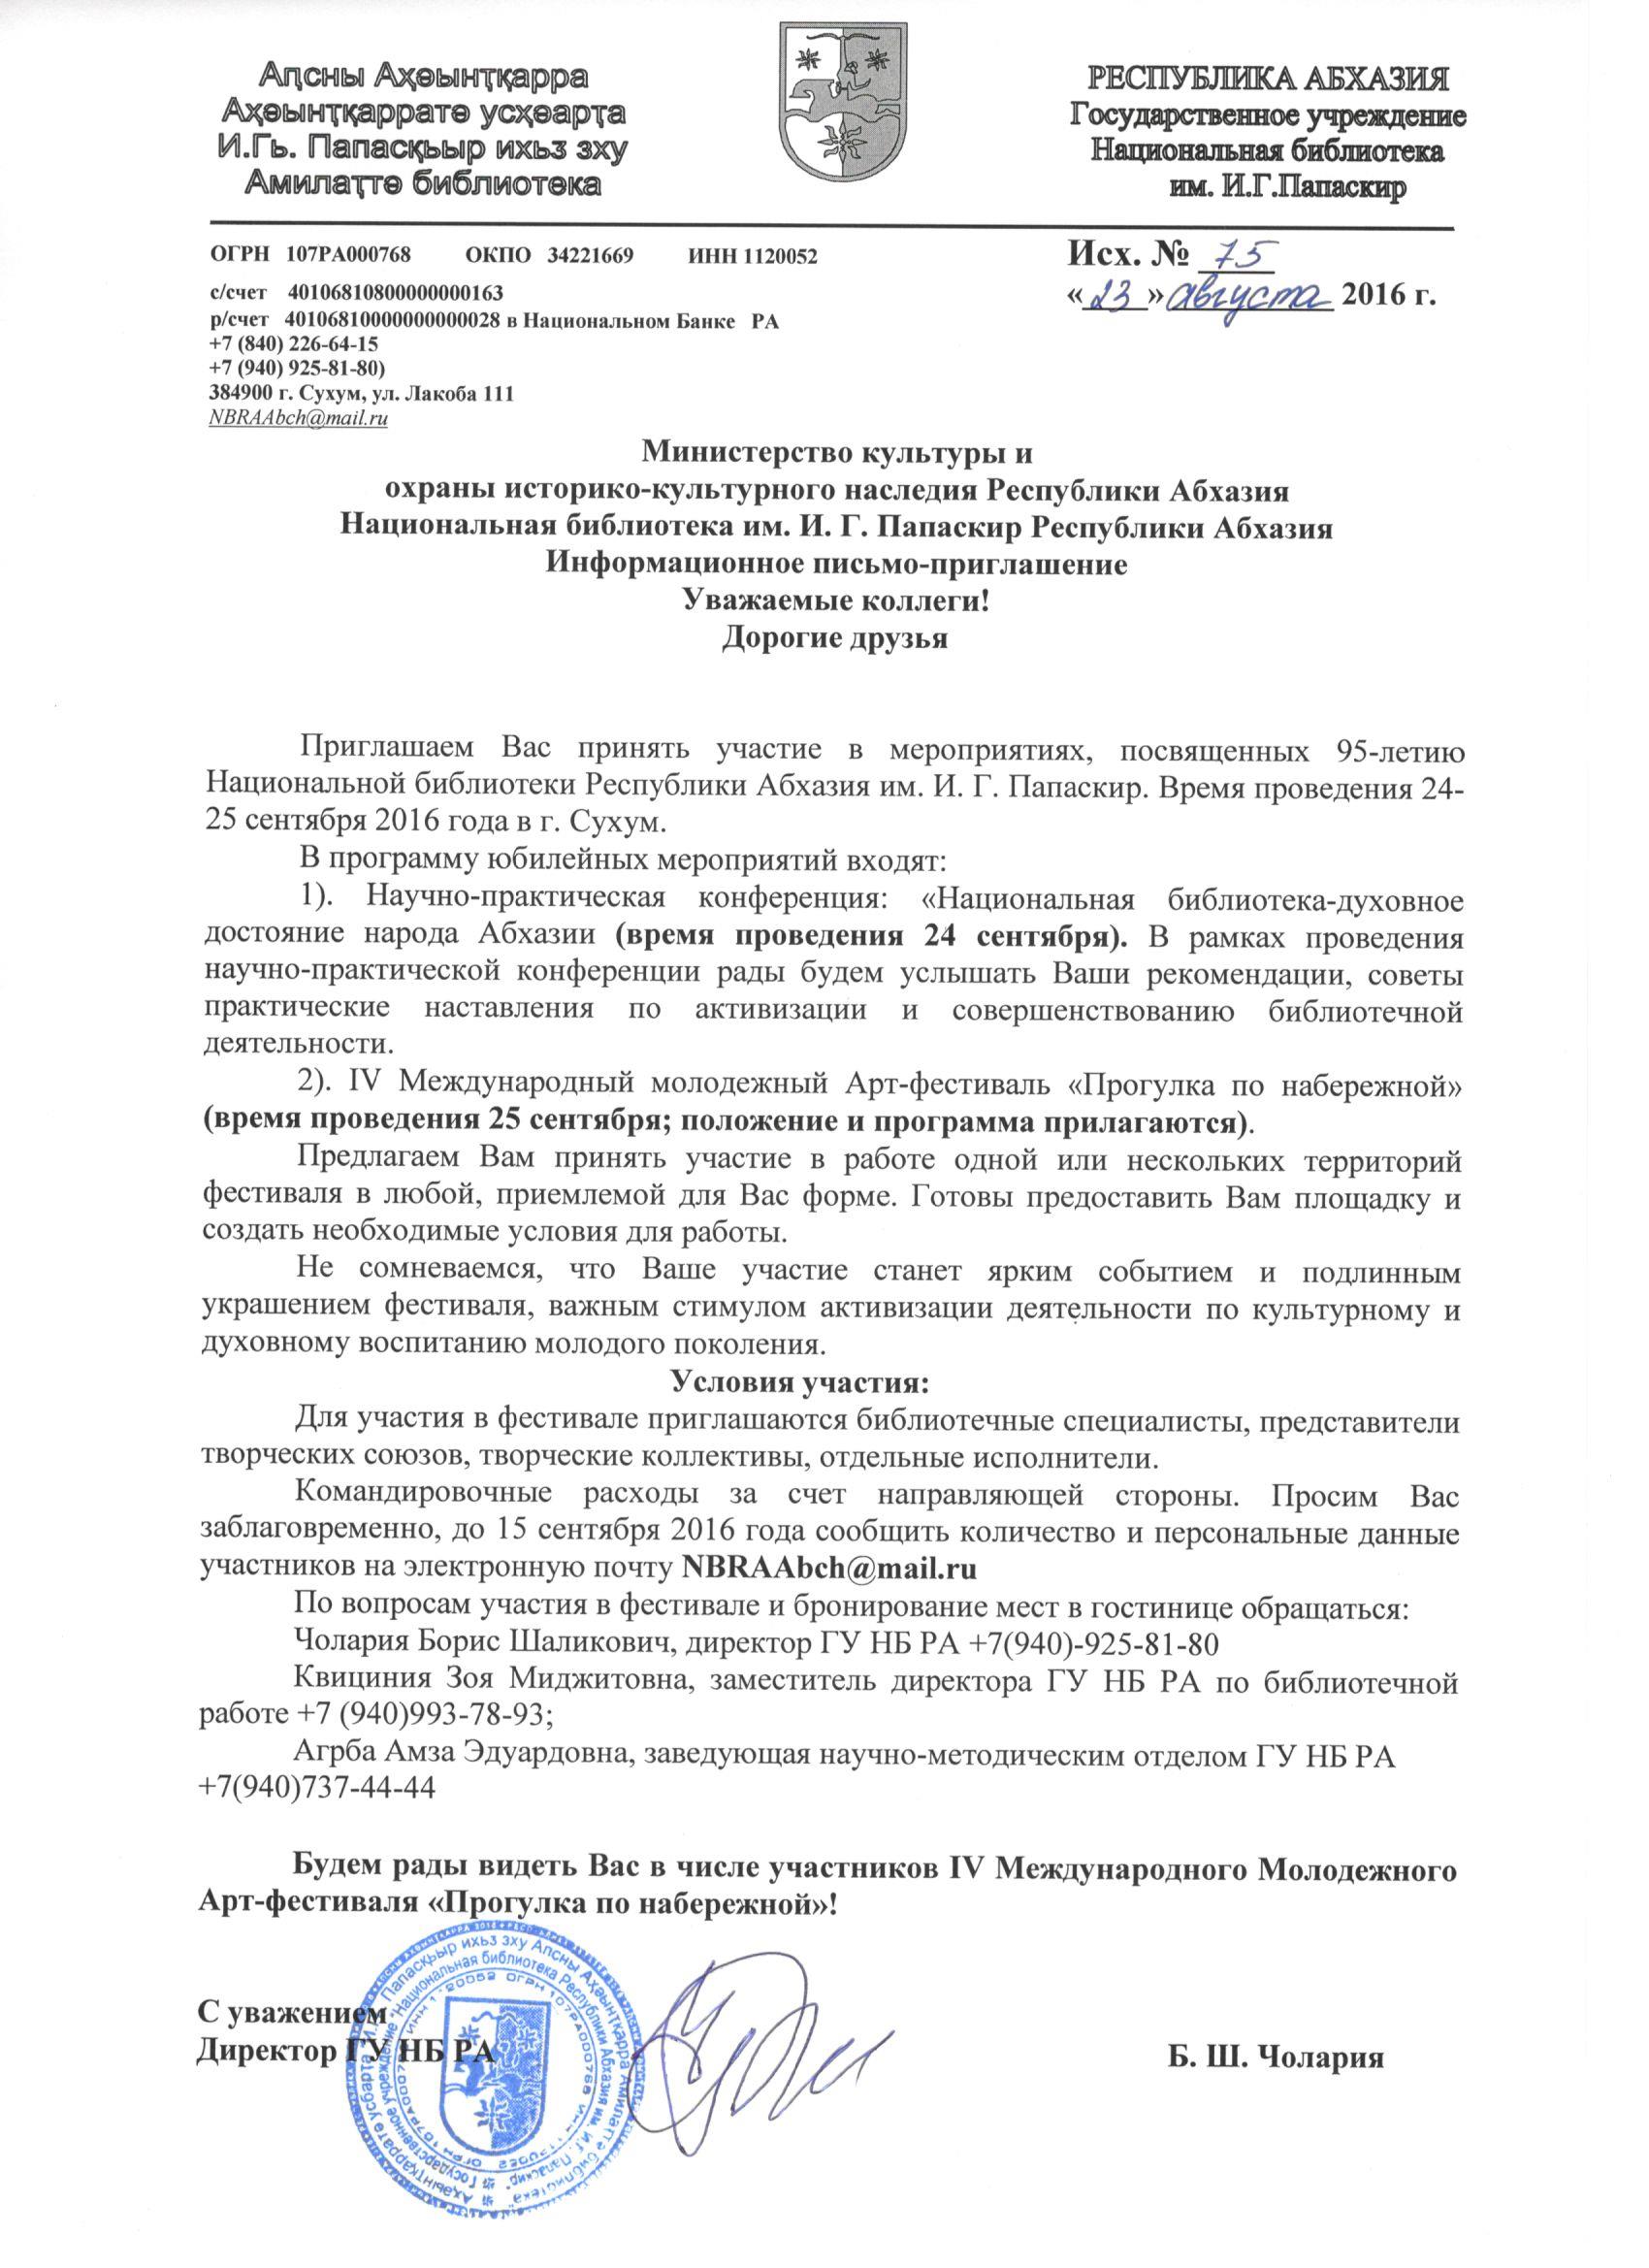 Аԥсны Аҳәынҭқарра
Аҳәынҭқарратә усҳәарҭа
И.Гь. Папасқьыр ихьӡ зху
Амилаҭтә библиотека
РЕСПУБЛИКА АБХАЗИЯ
Государственное учреждение
Национальная библиотека
им. И.Г.Папаскир
ОГРН 107РА000768 ОКПО 34221669 ИНН 1120052
с/счет 40106810800000000163
р/счет 40106810000000000028 в Национальном Банке РА
+7 (840) 226-64-15
+7 (940) 925-81-80)
384900 г. Сухум, ул. Лакоба 111
NBRAAbch@mail.ru
Исх. № 75
«23» августа 2016 г.
Министерство культуры и
охраны историко-культурного наследия Республики Абхазия
Национальная библиотека им. И. Г. Папаскир Республики Абхазия
Информационное письмо-приглашение
Уважаемые коллеги!
Дорогие друзья
Приглашаем Вас принять участие в мероприятиях, посвященных 95-летию
Национальной библиотеки Республики Абхазия им. И. Г. Папаскир. Время проведения 24-
25 сентября 2016 года в г. Сухум.
В программу юбилейных мероприятий входят:
1). Научно-практическая конференция: «Национальная библиотека-духовное
достояние народа Абхазии (время проведения 24 сентября). В рамках проведения
научно-практической конференции рады будем услышать Ваши рекомендации, советы
практические наставления по активизации и совершенствованию библиотечной
деятельности.
2). IV Международный молодежный Арт-фестиваль «Прогулка по набережной»
(время проведения 25 сентября; положение и программа прилагаются).
Предлагаем Вам принять участие в работе одной или нескольких территорий
фестиваля в любой, приемлемой для Вас форме. Готовы предоставить Вам площадку и
создать необходимые условия для работы.
Не сомневаемся, что Ваше участие станет ярким событием и подлинным
украшением фестиваля, важным стимулом активизации деятельности по культурному и
духовному воспитанию молодого поколения.
Условия участия:
Для участия в фестивале приглашаются библиотечные специалисты, представители
творческих союзов, творческие коллективы, отдельные исполнители.
Командировочные расходы за счет направляющей стороны. Просим Вас
заблаговременно, до 15 сентября 2016 года сообщить количество и персональные данные
участников на электронную почту NBRAAbch@mail.ru
По вопросам участия в фестивале и бронирование мест в гостинице обращаться:
Чолария Борис Шаликович, директор ГУ НБ РА +7(940)-925-81-80
Квициния Зоя Миджитовна, заместитель директора ГУ НБ РА по библиотечной
работе +7 (940)993-78-93;
Агрба Амза Эдуардовна, заведующая научно-методическим отделом ГУ НБ РА
+7(940)737-44-44
Будем рады видеть Вас в числе участников IV Международного Молодежного
Арт-фестиваля «Прогулка по набережной»!
С уважением
Директор ГУ НБ РА
Б. Ш. Чолария
Папасқьыр ихьӡ зху Аԥсны Аҳәынҭқарра Амилаҭтә библиотека
Государственное учреждение "Национальная библиотека Республики Абхазия им. И.Г. Папаскир"
ОГРН 107РА000768